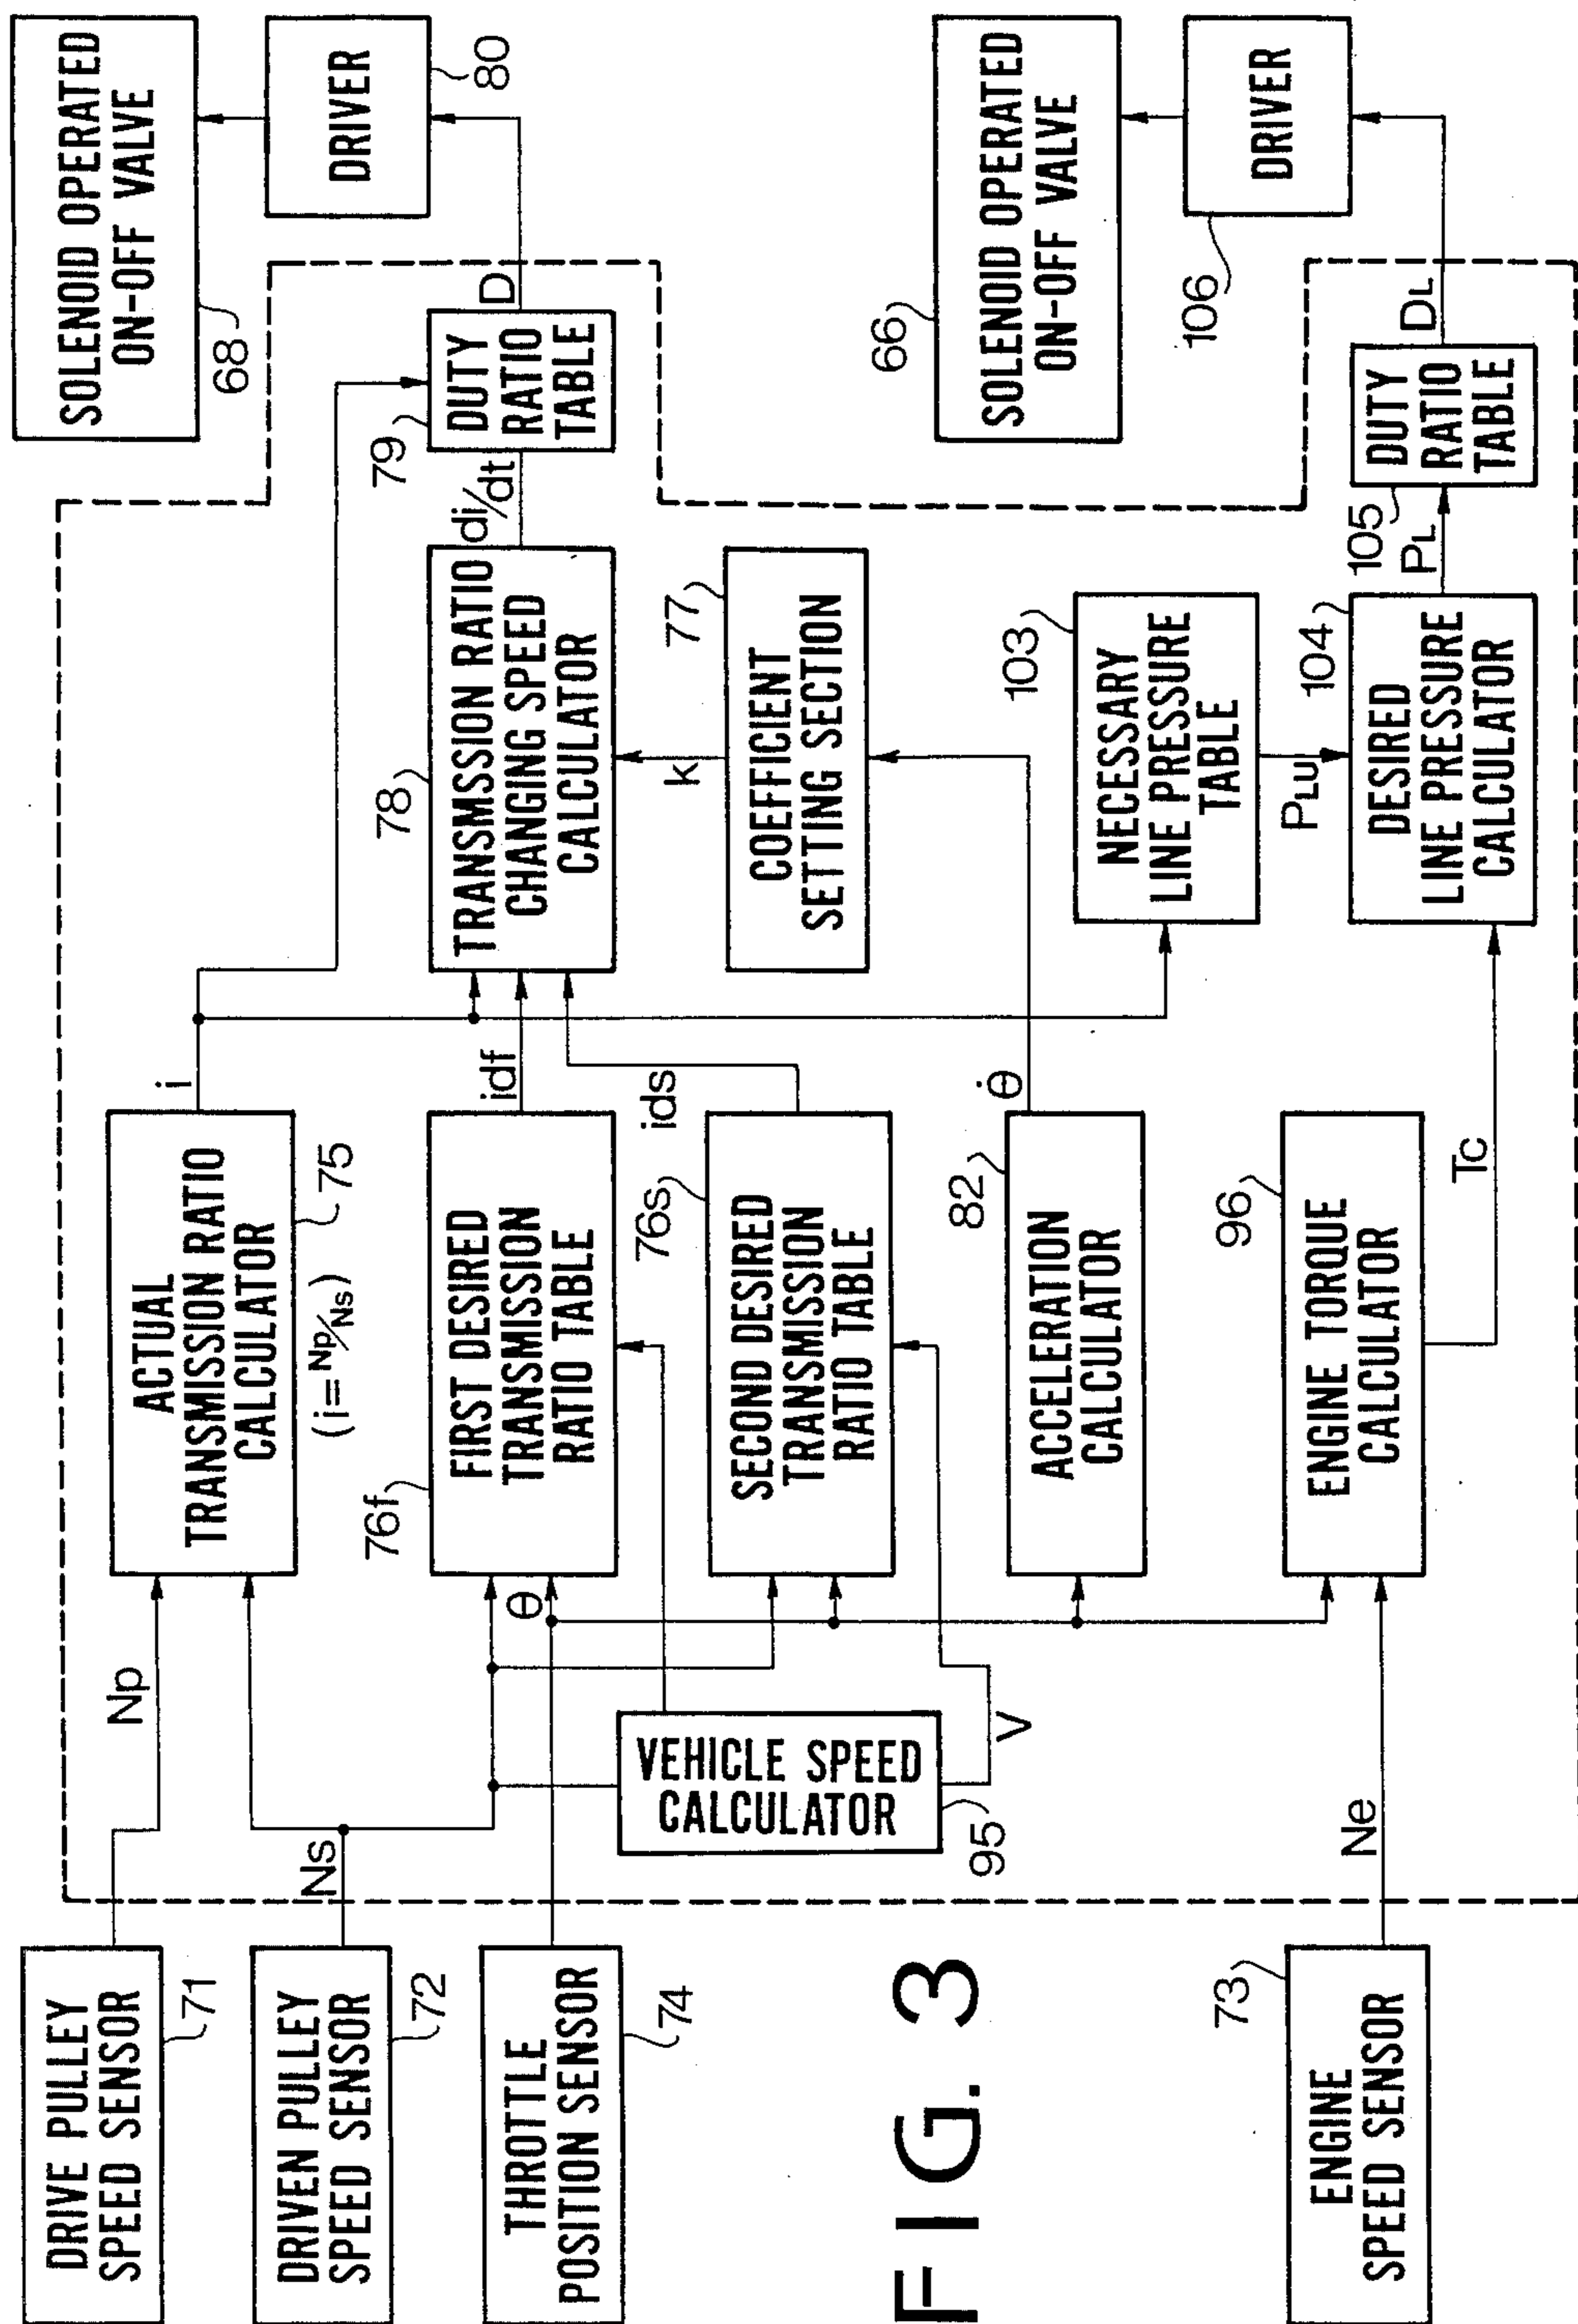 DRIVE PULLEY
SPEED SENSOR
71
DRIVEN PULLEY
SPEED SENSOR
72
THROTTLE
POSITION SENSOR
74
FIG. 3
ENGINE
SPEED SENSOR
73
Np
Ns
θ
VEHICLE SPEED
CALCULATOR
95
V
Ne
ACTUAL
TRANSMISSION RATIO
CALCULATOR
75
(i=Np/Ns)
76f
FIRST DESIRED
TRANSMISSION
RATIO TABLE
76s
SECOND DESIRED
TRANSMISSION
RATIO TABLE
82
ACCELERATION
CALCULATOR
96
ENGINE TORQUE
CALCULATOR
i
idf
ids
θ̇
Tc
78
TRANSMSSION RATIO
CHANGING SPEED
CALCULATOR
k
77
COEFFICIENT
SETTING SECTION
103
NECESSARY
LINE PRESSURE
TABLE
PLU
104
DESIRED
LINE PRESSURE
CALCULATOR
di/dt
79
DUTY
RATIO
TABLE
D
PL
105
DUTY
RATIO
TABLE
DL
68
SOLENOID OPERATED
ON-OFF VALVE
DRIVER
80
66
SOLENOID OPERATED
ON-OFF VALVE
DRIVER
106